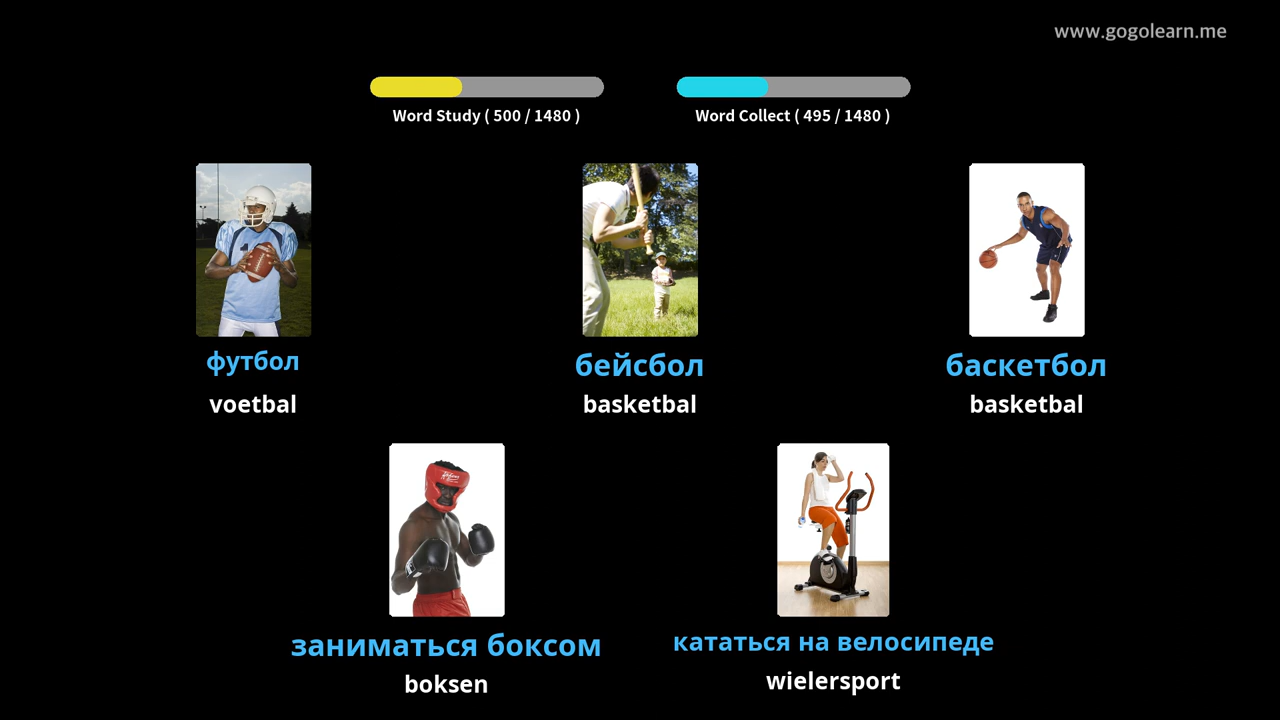 www.gogolearn.me
Word Study ( 500 / 1480 )
Word Collect ( 495 / 1480 )
футбол
бейсбол
баскетбол
voetbal
basketbal
basketbal
заниматься боксом
кататься на велосипеде
boksen
wielersport